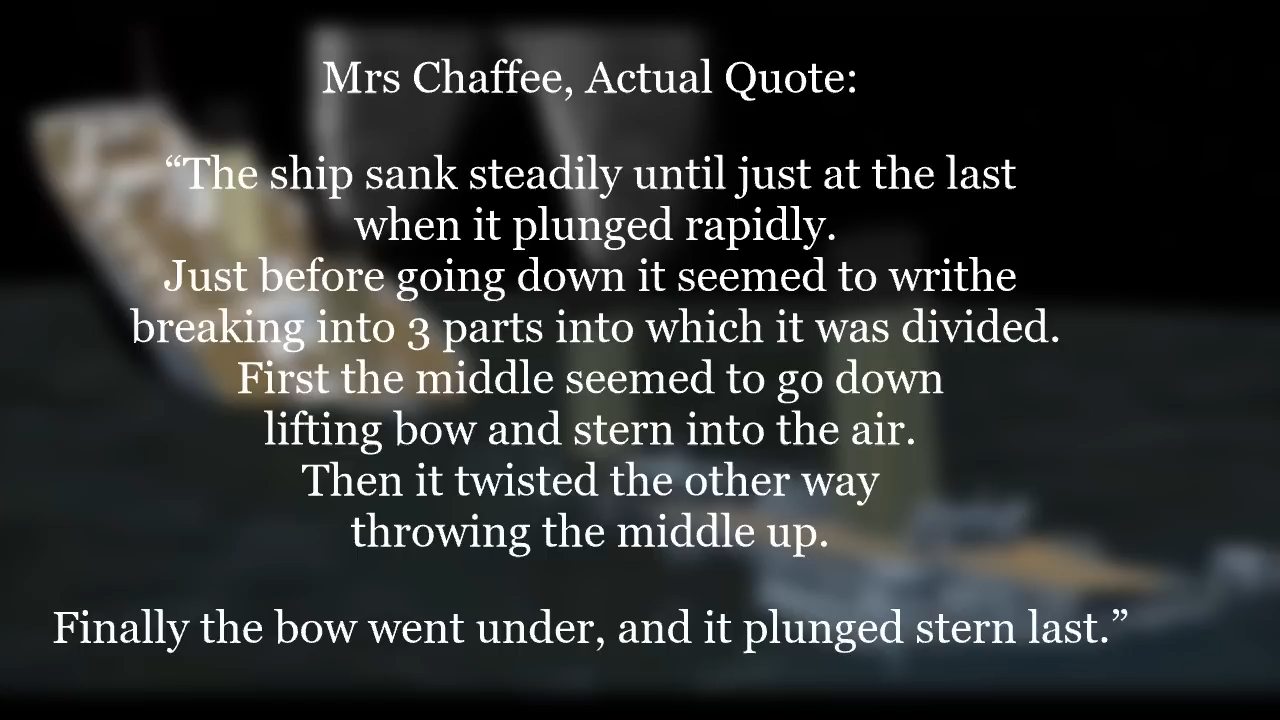 Mrs Chaffee, Actual Quote:
“The ship sank steadily until just at the last
when it plunged rapidly.
Just before going down it seemed to writhe
breaking into 3 parts into which it was divided.
First the middle seemed to go down
lifting bow and stern into the air.
Then it twisted the other way
throwing the middle up.
Finally the bow went under, and it plunged stern last.”